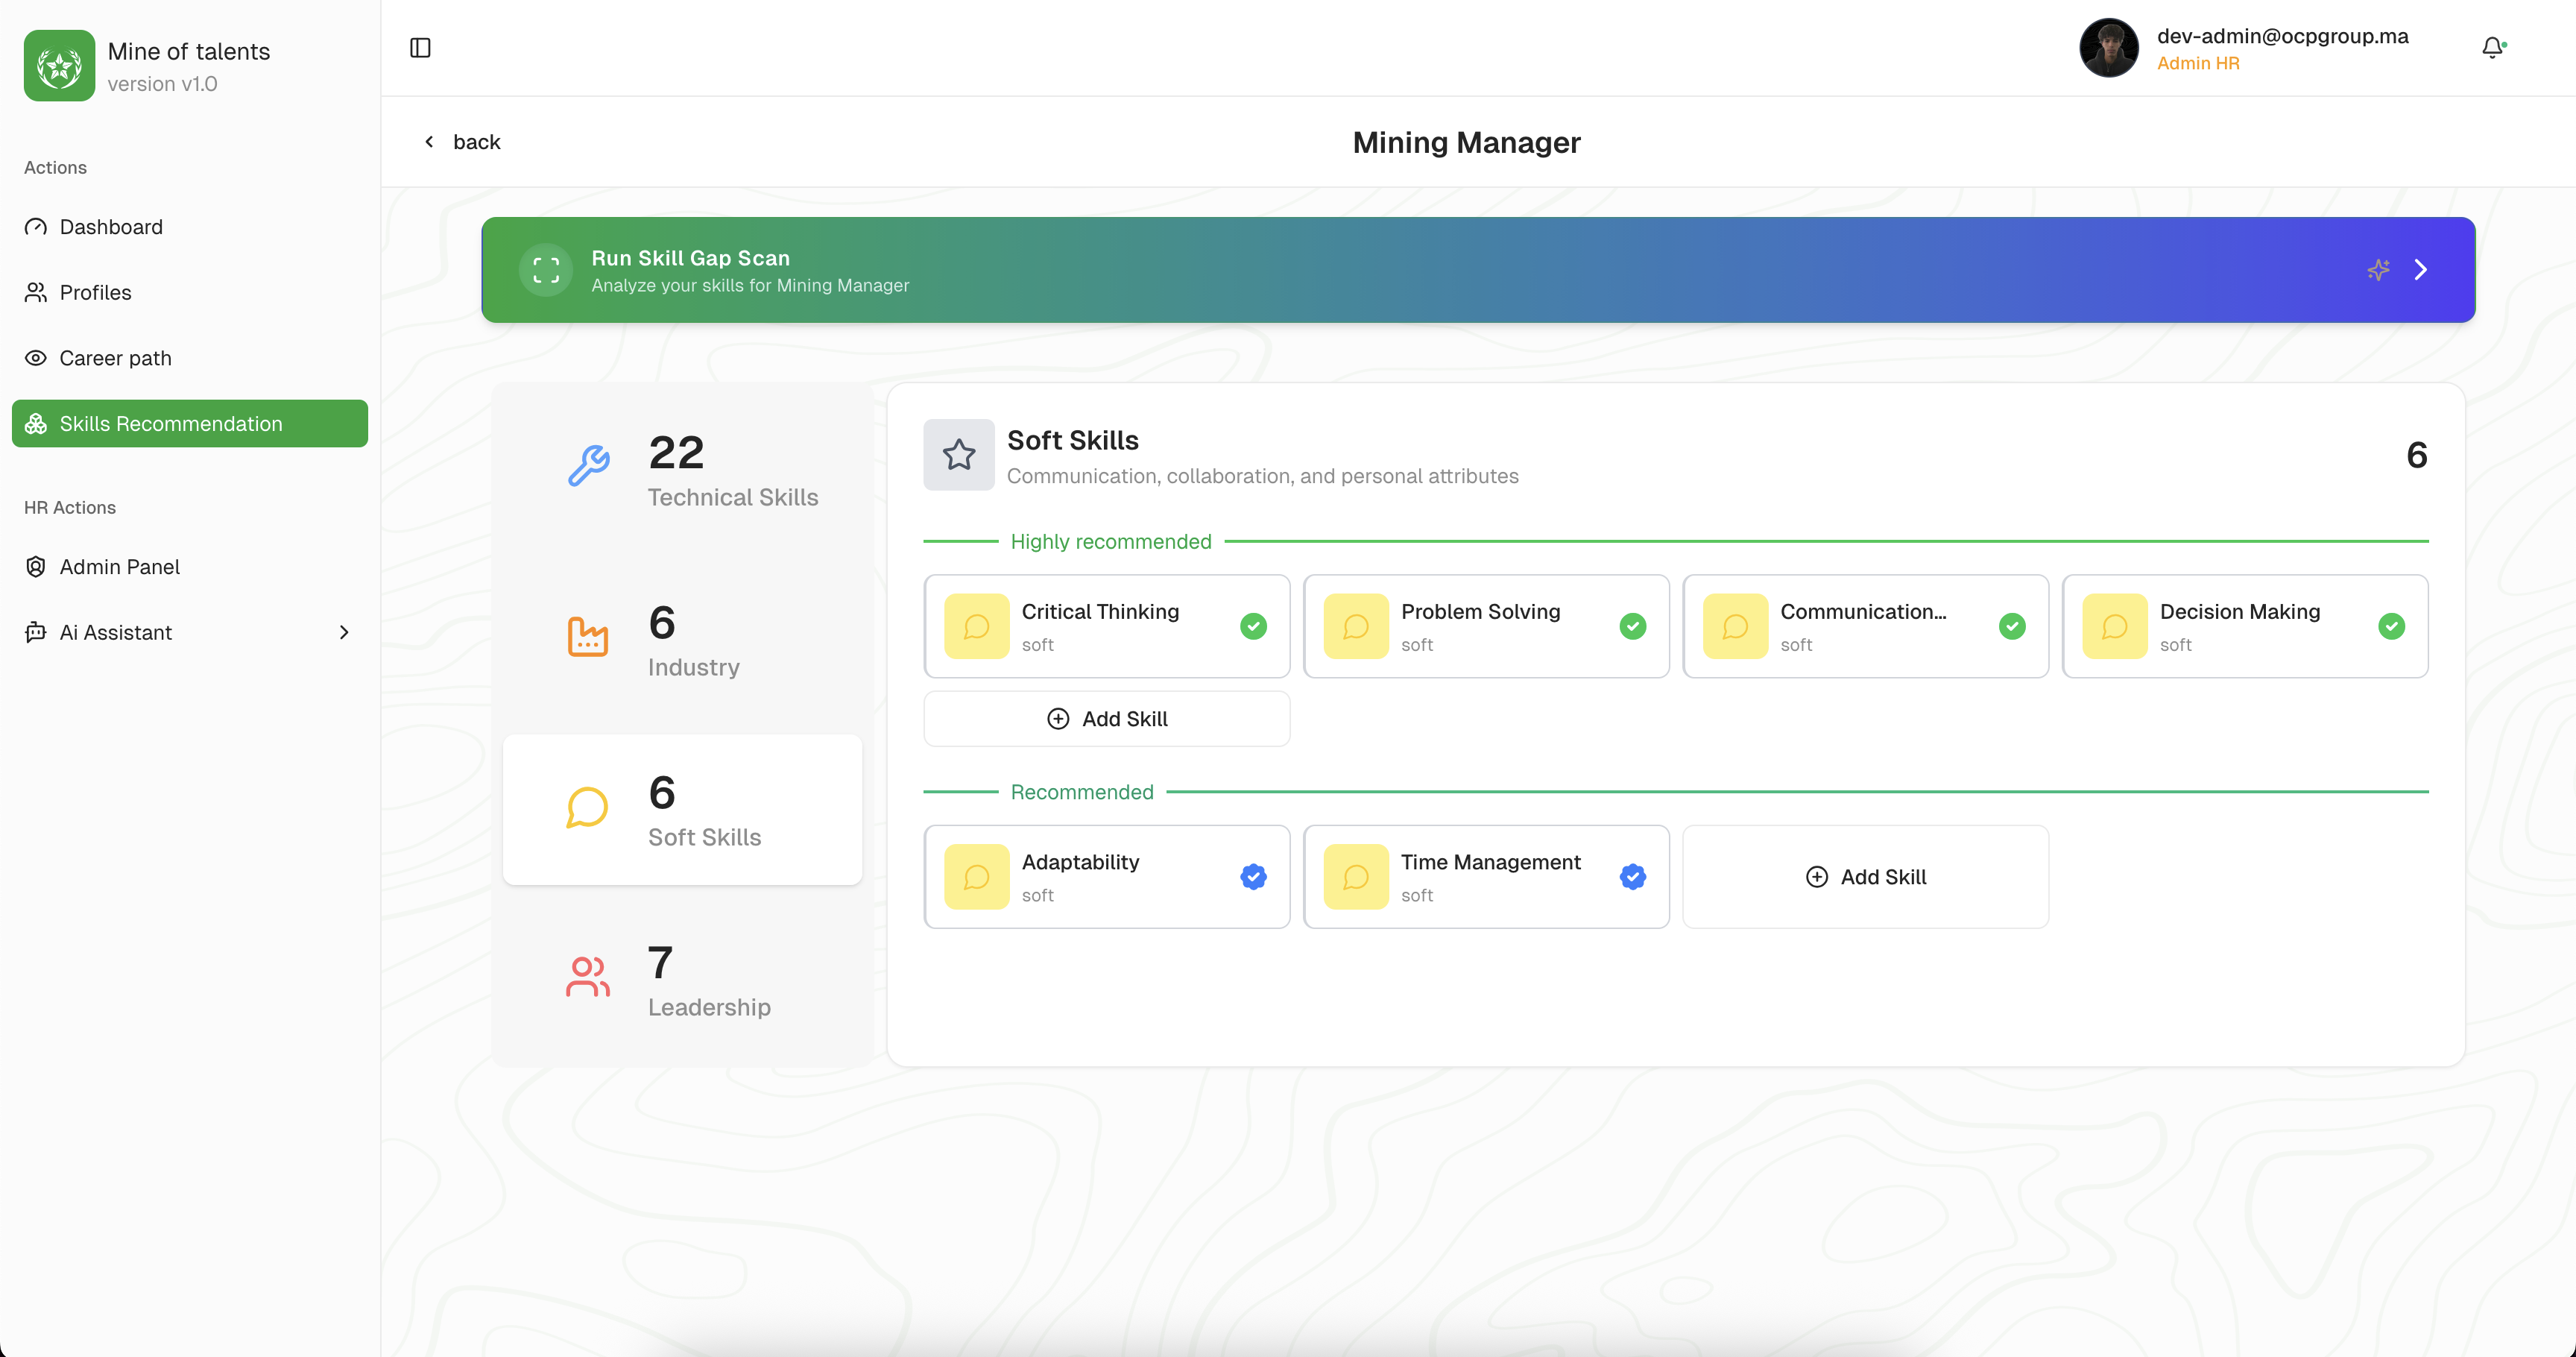 Mine of talents
version v1.0
Actions
Dashboard
Profiles
Career path
Skills Recommendation
HR Actions
Admin Panel
Ai Assistant
dev-admin@ocpgroup.ma
Admin HR
back
Mining Manager
Run Skill Gap Scan
Analyze your skills for Mining Manager
22
Technical Skills
6
Industry
6
Soft Skills
7
Leadership
Soft Skills
Communication, collaboration, and personal attributes
6
Highly recommended
Critical Thinking
soft
Problem Solving
soft
Communication...
soft
Decision Making
soft
Add Skill
Recommended
Adaptability
soft
Time Management
soft
Add Skill